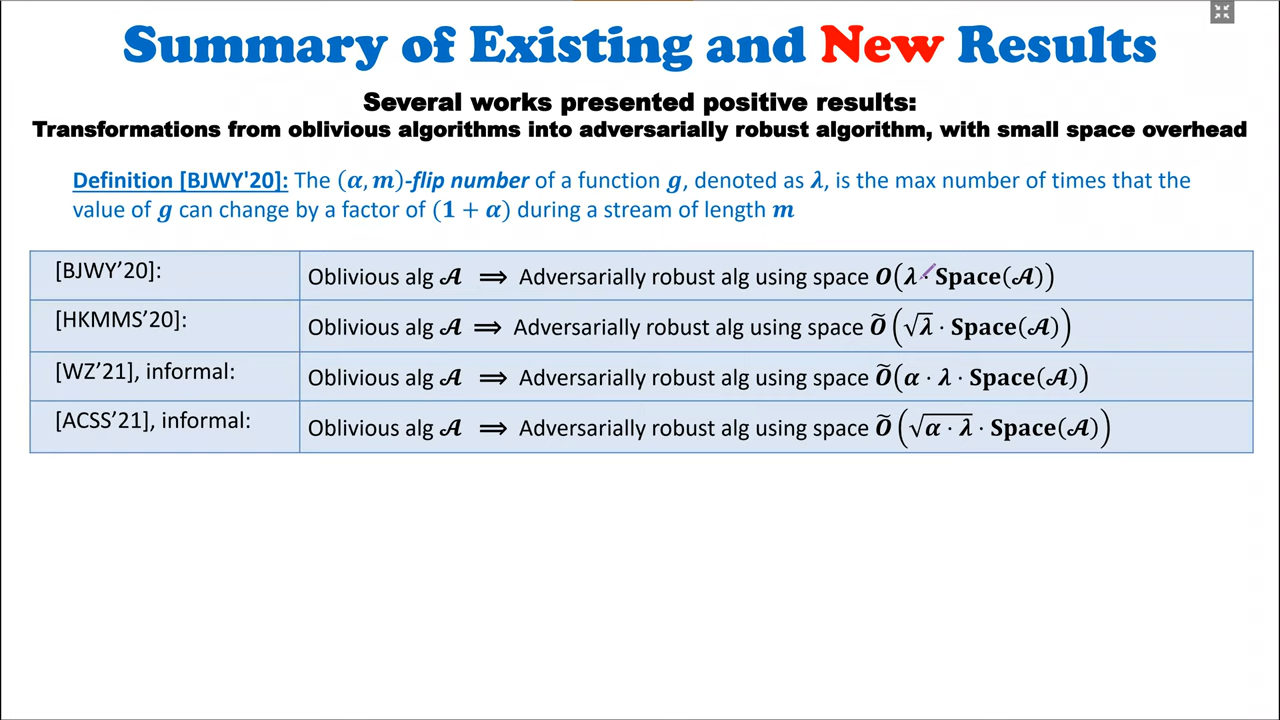 Summary of Existing and New Results
Several works presented positive results:
Transformations from oblivious algorithms into adversarially robust algorithm, with small space overhead
Definition [BJWY'20]: The (α, m)-flip number of a function g, denoted as λ, is the max number of times that the
value of g can change by a factor of (1 + α) during a stream of length m
[BJWY’20]: Oblivious alg 𝒜 ⟹ Adversarially robust alg using space O(λ · Space(𝒜))
[HKMMS’20]: Oblivious alg 𝒜 ⟹ Adversarially robust alg using space Õ(√λ · Space(𝒜))
[WZ’21], informal: Oblivious alg 𝒜 ⟹ Adversarially robust alg using space Õ(α · λ · Space(𝒜))
[ACSS’21], informal: Oblivious alg 𝒜 ⟹ Adversarially robust alg using space Õ(√(α · λ) · Space(𝒜))